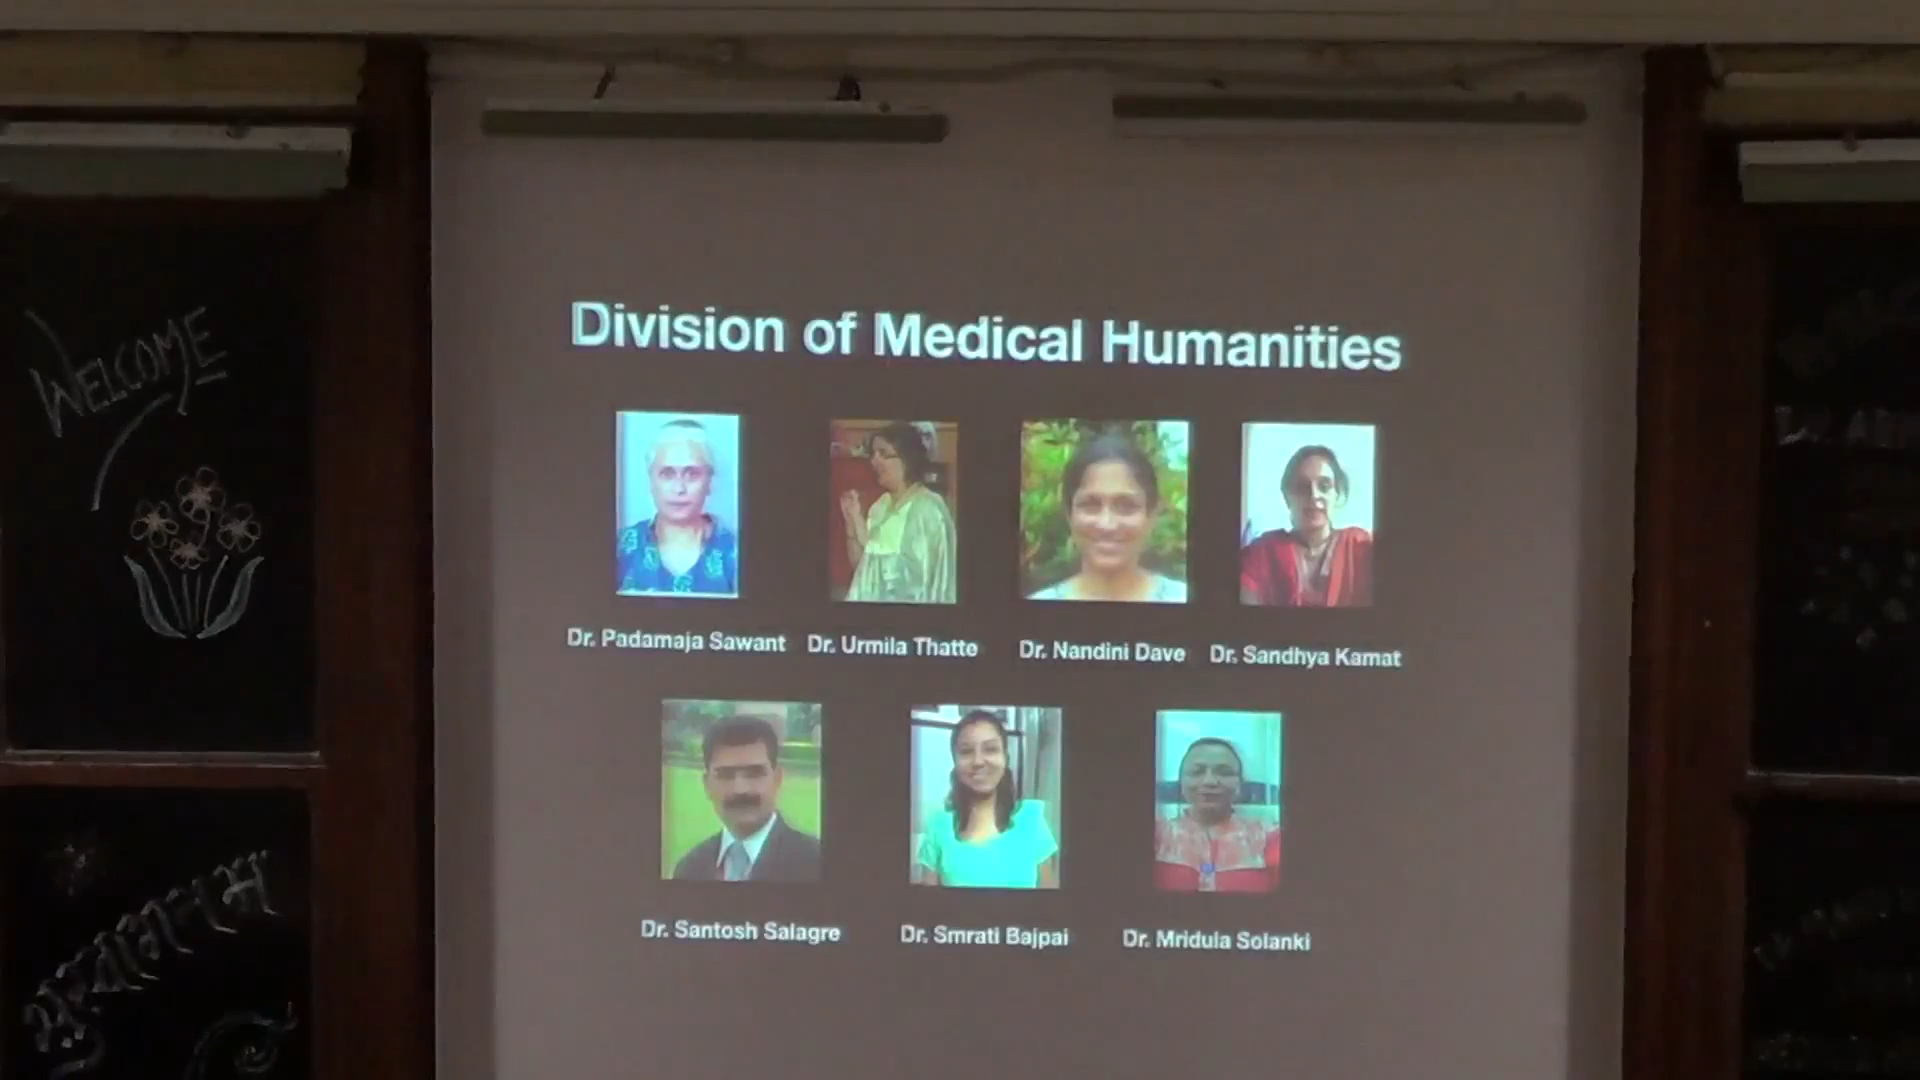 WELCOME
Division of Medical Humanities
Dr. Padamaja Sawant
Dr. Urmila Thatte
Dr. Nandini Dave
Dr. Sandhya Kamat
Dr. Santosh Salagre
Dr. Smrati Bajpai
Dr. Mridula Solanki
सुस्वागतम